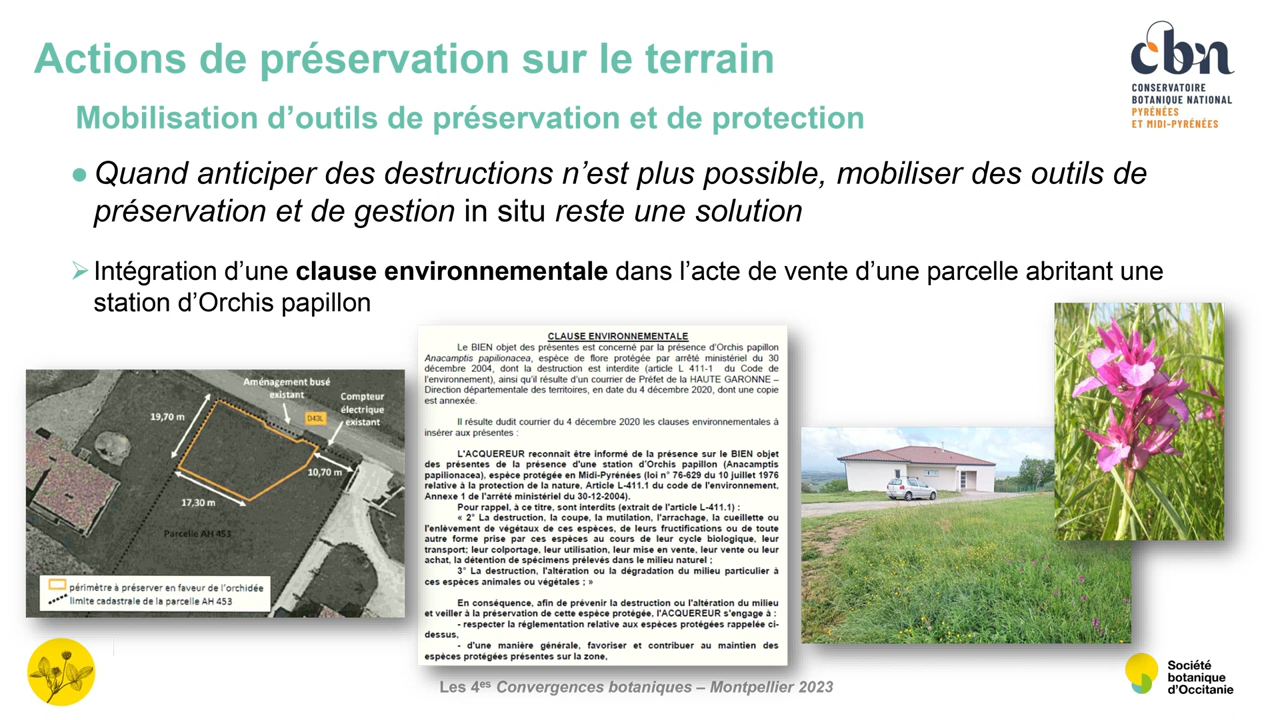 Actions de préservation sur le terrain
cbn
CONSERVATOIRE
BOTANIQUE NATIONAL
PYRÉNÉES
ET MIDI-PYRÉNÉES
Mobilisation d’outils de préservation et de protection
● Quand anticiper des destructions n’est plus possible, mobiliser des outils de
préservation et de gestion in situ reste une solution
➢ Intégration d’une clause environnementale dans l’acte de vente d’une parcelle abritant une
station d’Orchis papillon
Aménagement busé
existant
Compteur
électrique
existant
D43L
19,70 m
10,70 m
17,30 m
Parcelle AH 453
périmètre à préserver en faveur de l'orchidée
limite cadastrale de la parcelle AH 453
CLAUSE ENVIRONNEMENTALE
Le BIEN objet des présentes est concerné par la présence d'Orchis papillon
Anacamptis papilionacea, espèce de flore protégée par arrêté ministériel du 30
décembre 2004, dont la destruction est interdite (article L 411-1 du Code de
l'environnement), ainsi qu'il résulte d'un courrier de Préfet de la HAUTE GARONNE –
Direction départementale des territoires, en date du 4 décembre 2020, dont une copie
est annexée.
Il résulte dudit courrier du 4 décembre 2020 les clauses environnementales à
insérer aux présentes :
L'ACQUEREUR reconnait être informé de la présence sur le BIEN objet
des présentes de la présence d'une station d'Orchis papillon (Anacamptis
papilionacea), espèce protégée en Midi-Pyrénées (loi n° 76-629 du 10 juillet 1976
relative à la protection de la nature, Article L-411.1 du code de l'environnement,
Annexe 1 de l'arrêté ministériel du 30-12-2004).
Pour rappel, à ce titre, sont interdits (extrait de l'article L-411.1) :
« 2° La destruction, la coupe, la mutilation, l'arrachage, la cueillette ou
l'enlèvement de végétaux de ces espèces, de leurs fructifications ou de toute
autre forme prise par ces espèces au cours de leur cycle biologique, leur
transport; leur colportage, leur utilisation, leur mise en vente, leur vente ou leur
achat, la détention de spécimens prélevés dans le milieu naturel ;
3° La destruction, l'altération ou la dégradation du milieu particulier à
ces espèces animales ou végétales ; »
En conséquence, afin de prévenir la destruction ou l'altération du milieu
et veiller à la préservation de cette espèce protégée, l'ACQUEREUR s'engage à :
- respecter la réglementation relative aux espèces protégées rappelée ci-
dessus,
- d'une manière générale, favoriser et contribuer au maintien des
espèces protégées présentes sur la zone,
Les 4es Convergences botaniques – Montpellier 2023
Société
botanique
d'Occitanie